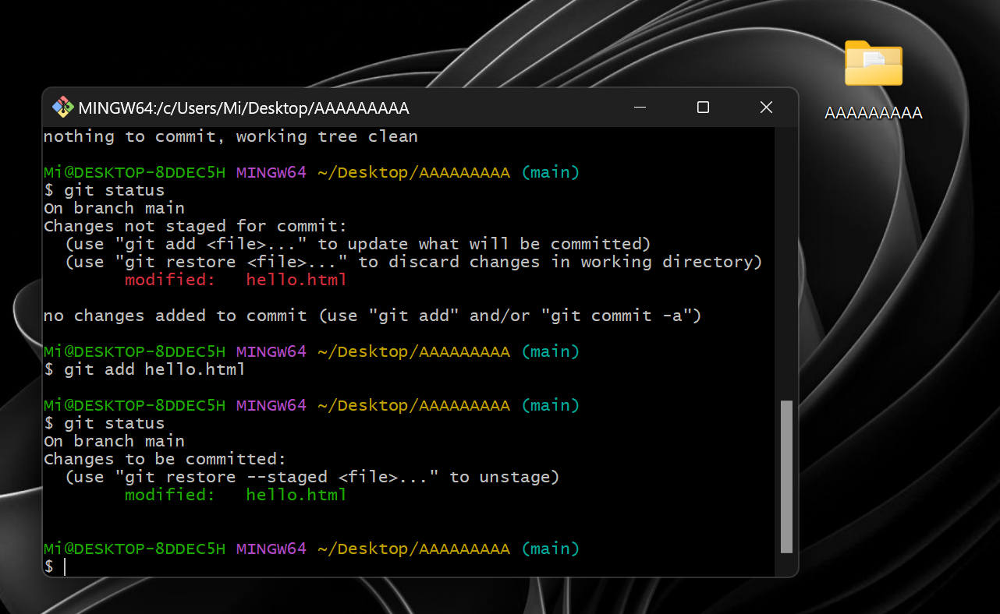 MINGW64:/c/Users/Mi/Desktop/AAAAAAAAA
AAAAAAAAA
nothing to commit, working tree clean
Mi@DESKTOP-8DDEC5H MINGW64 ~/Desktop/AAAAAAAAA (main)
$ git status
On branch main
Changes not staged for commit:
  (use "git add <file>..." to update what will be committed)
  (use "git restore <file>..." to discard changes in working directory)
        modified:   hello.html
no changes added to commit (use "git add" and/or "git commit -a")
Mi@DESKTOP-8DDEC5H MINGW64 ~/Desktop/AAAAAAAAA (main)
$ git add hello.html
Mi@DESKTOP-8DDEC5H MINGW64 ~/Desktop/AAAAAAAAA (main)
$ git status
On branch main
Changes to be committed:
  (use "git restore --staged <file>..." to unstage)
        modified:   hello.html
Mi@DESKTOP-8DDEC5H MINGW64 ~/Desktop/AAAAAAAAA (main)
$